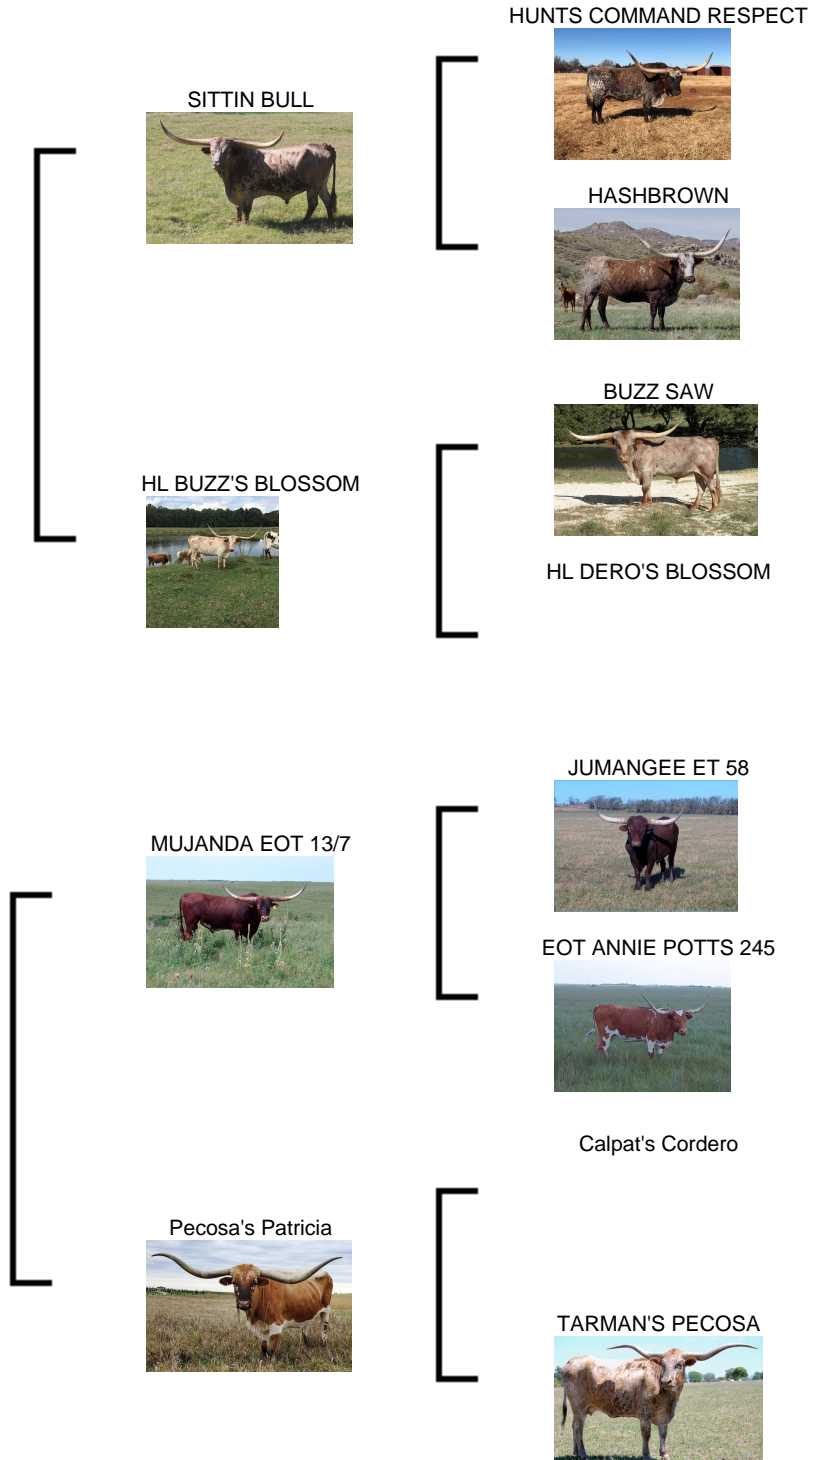 HUNTS COMMAND RESPECT
SITTIN BULL
HASHBROWN
BUZZ SAW
HL BUZZ'S BLOSSOM
HL DERO'S BLOSSOM
JUMANGEE ET 58
MUJANDA EOT 13/7
EOT ANNIE POTTS 245
Calpat's Cordero
Pecosa's Patricia
TARMAN'S PECOSA